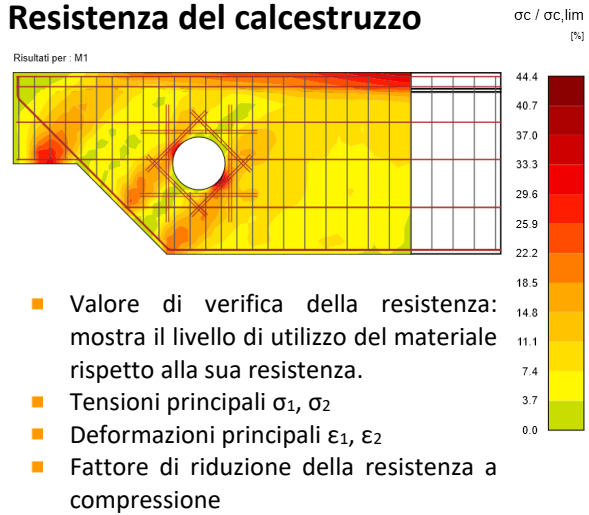 Resistenza del calcestruzzo
σc / σc,lim
[%]
Risultati per : M1
44.4
40.7
37.0
33.3
29.6
25.9
22.2
18.5
14.8
11.1
7.4
3.7
0.0
Valore di verifica della resistenza:
mostra il livello di utilizzo del materiale
rispetto alla sua resistenza.
Tensioni principali σ1, σ2
Deformazioni principali ε1, ε2
Fattore di riduzione della resistenza a
compressione